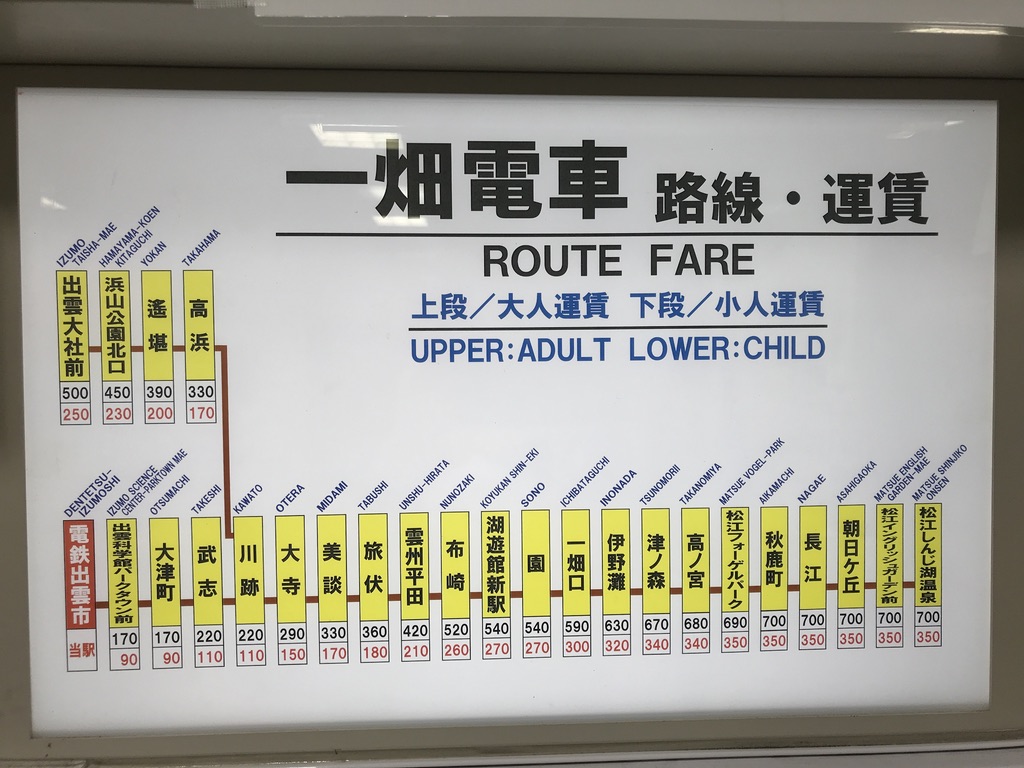 一畑電車 路線・運賃
ROUTE FARE
上段／大人運賃 下段／小人運賃
UPPER:ADULT LOWER:CHILD
IZUMO TAISHA-MAE
出雲大社前
500
250
HAMAYAMA-KOEN KITAGUCHI
浜山公園北口
450
230
YOKAN
遙堪
390
200
TAKAHAMA
高浜
330
170
DENTETSU-IZUMOSHI
電鉄出雲市
当駅
IZUMO SCIENCE CENTER-PARKTOWN MAE
出雲科学館パークタウン前
170
90
OTSUMACHI
大津町
170
90
TAKESHI
武志
220
110
KAWATO
川跡
220
110
OTERA
大寺
290
150
MIDAMI
美談
330
170
TABUSHI
旅伏
360
180
UNSHU-HIRATA
雲州平田
420
210
NUNOZAKI
布崎
520
260
KOYUKAN SHIN-EKI
湖遊館新駅
540
270
SONO
園
540
270
ICHIBATAGUCHI
一畑口
590
300
INONADA
伊野灘
630
320
TSUNOMORI
津ノ森
670
340
TAKANOMIYA
高ノ宮
680
340
MATSUE VOGEL-PARK
松江フォーゲルパーク
690
350
AIKAMACHI
秋鹿町
700
350
NAGAE
長江
700
350
ASAHIGAOKA
朝日ケ丘
700
350
MATSUE ENGLISH GARDEN-MAE
松江イングリッシュガーデン前
700
350
MATSUE SHINJIKO ONSEN
松江しんじ湖温泉
700
350